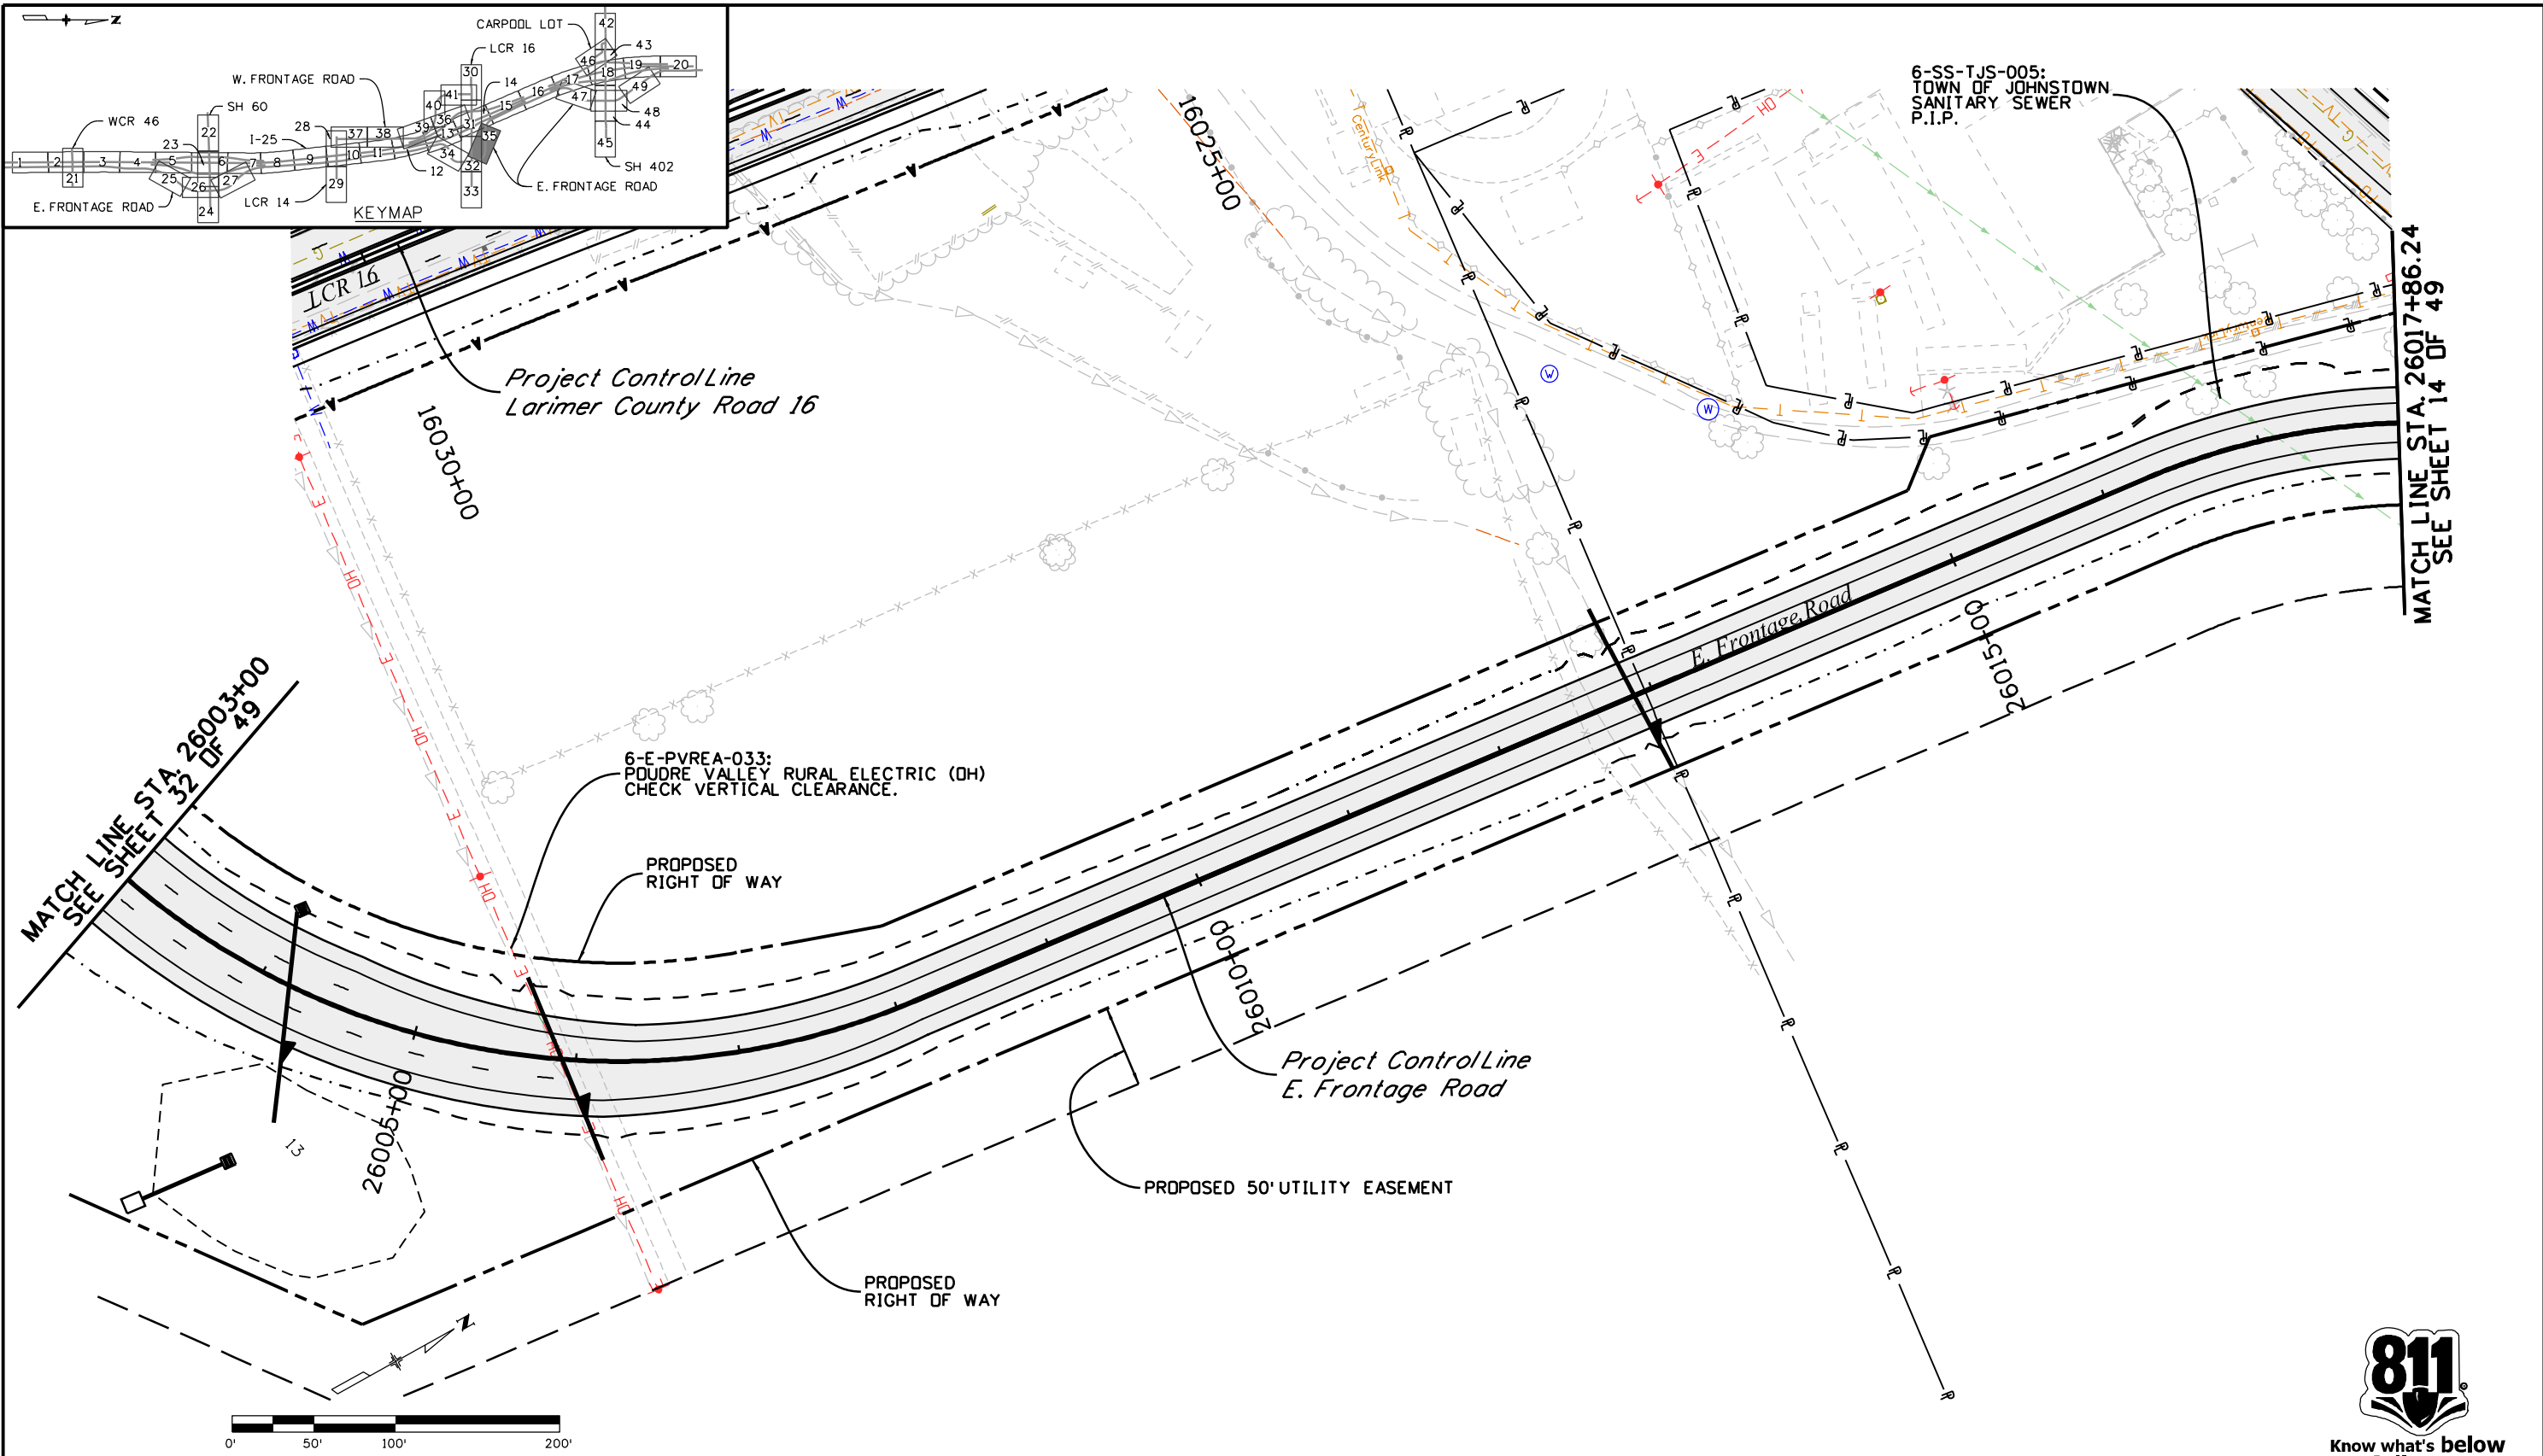 N
CARPOOL LOT
42
LCR 16
43
46
18
19
20
W. FRONTAGE ROAD
30
14
17
49
41
16
47
48
40
15
44
SH 60
WCR 46
28
37
38
39
36
31
13
35
45
22
I-25
23
34
32
SH 402
1
2
3
4
5
6
7
8
9
10
11
12
21
25
26
27
29
33
E. FRONTAGE ROAD
E. FRONTAGE ROAD
24
LCR 14
KEYMAP
6-SS-TJS-005:
TOWN OF JOHNSTOWN
SANITARY SEWER
P.I.P.
16025+00
CenturyLink
CenturyLink
LCR 16
Project Control Line
Larimer County Road 16
16030+00
MATCH LINE STA. 26017+86.24
SEE SHEET 14 OF 49
E. Frontage Road
26015+00
MATCH LINE STA. 26003+00
SEE SHEET 32 OF 49
6-E-PVREA-033:
POUDRE VALLEY RURAL ELECTRIC (OH)
CHECK VERTICAL CLEARANCE.
PROPOSED
RIGHT OF WAY
26010+00
Project Control Line
E. Frontage Road
26005+00
13
PROPOSED 50' UTILITY EASEMENT
PROPOSED
RIGHT OF WAY
N
0' 50' 100' 200'
811
Know what's below